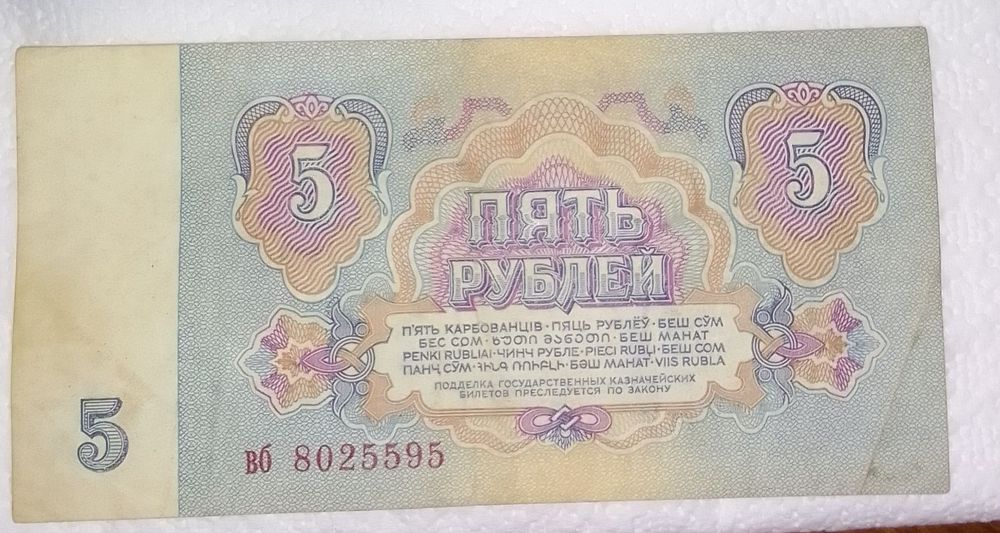 5
5
ПЯТЬ
РУБЛЕЙ
П'ЯТЬ КАРБОВАНЦІВ · ПЯЦЬ РУБЛЁЎ · БЕШ СЎМ
БЕС СОМ · ᲮᲣᲗᲘ ᲛᲐᲜᲔᲗᲘ · БЕШ МАНАТ
PENKI RUBLIAI · ЧИНЧ РУБЛЕ · PIECI RUBĻI · БЕШ СОМ
ПАНҶ СӮМ · ՀԻՆԳ ՌՈՒԲԼԻ · БӘШ МАНАТ · VIIS RUBLA
ПОДДЕЛКА ГОСУДАРСТВЕННЫХ КАЗНАЧЕЙСКИХ
БИЛЕТОВ ПРЕСЛЕДУЕТСЯ ПО ЗАКОНУ
5
вб 8025595